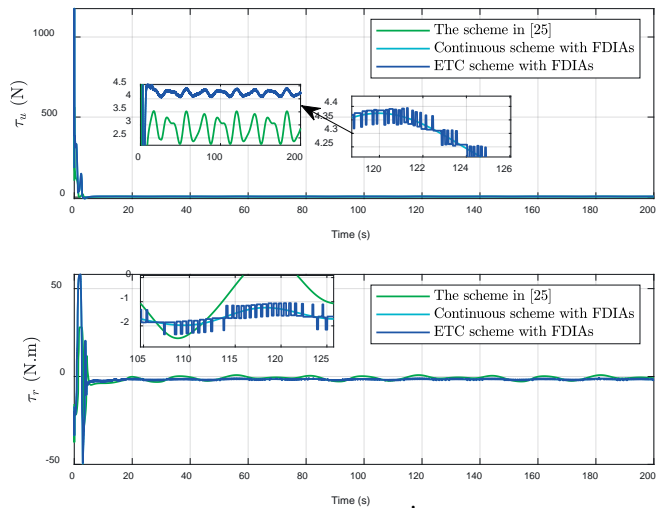 1000
500
0
τu (N)
The scheme in [25]
Continuous scheme with FDIAs
ETC scheme with FDIAs
4.5
4
3.5
3
2.5
0
100
200
4.4
4.35
4.3
4.25
120
122
124
126
0 20 40 60 80 100 120 140 160 180 200
Time (s)
50
0
-50
τr (N.m)
0
-1
-2
105 110 115 120 125
The scheme in [25]
Continuous scheme with FDIAs
ETC scheme with FDIAs
0 20 40 60 80 100 120 140 160 180 200
Time (s)